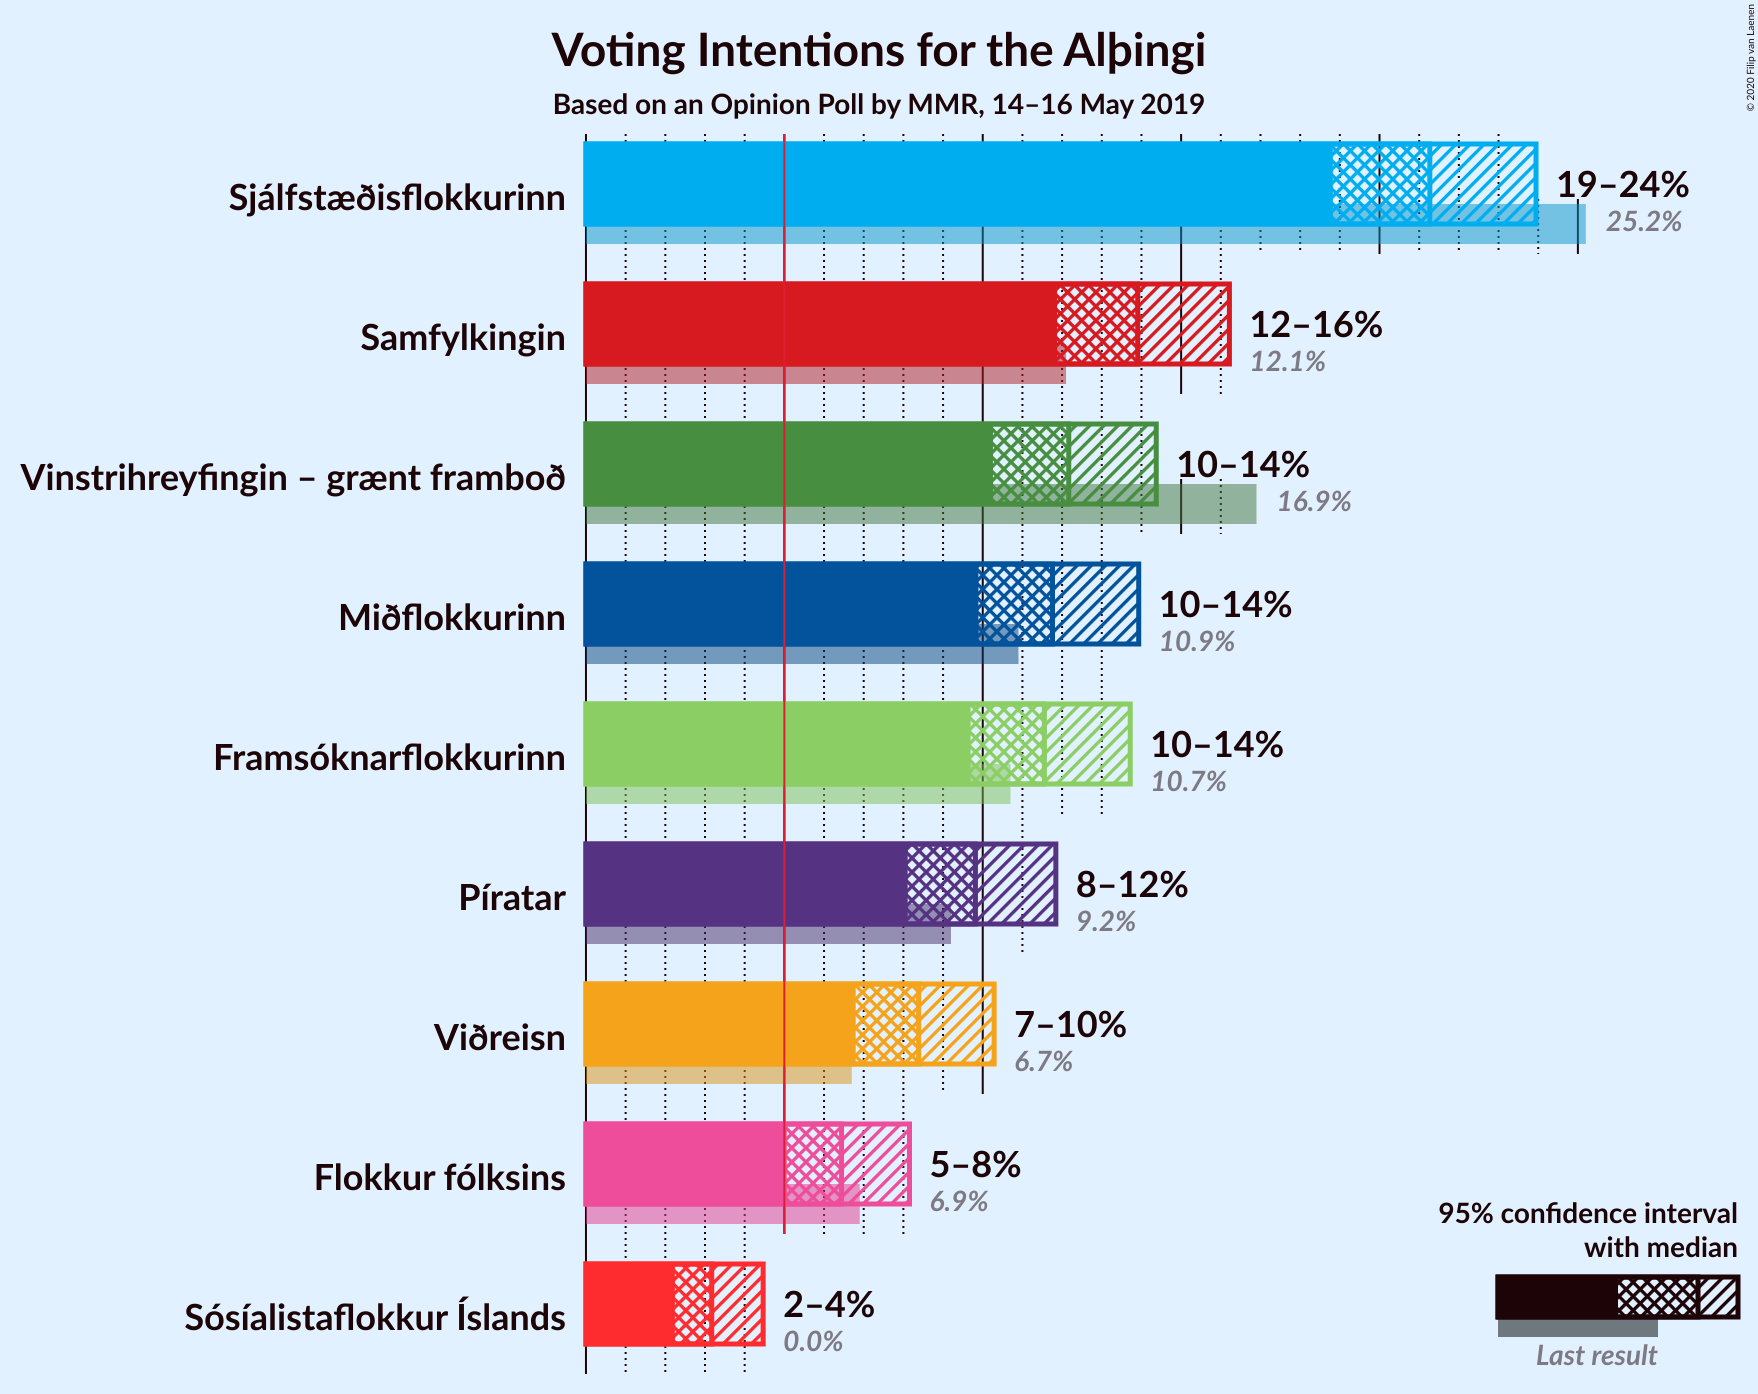 Voting Intentions for the Alþingi
Based on an Opinion Poll by MMR, 14–16 May 2019
© 2020 Filip van Laenen
Sjálfstæðisflokkurinn
19–24%
25.2%
Samfylkingin
12–16%
12.1%
Vinstrihreyfingin – grænt framboð
10–14%
16.9%
Miðflokkurinn
10–14%
10.9%
Framsóknarflokkurinn
10–14%
10.7%
Píratar
8–12%
9.2%
Viðreisn
7–10%
6.7%
Flokkur fólksins
5–8%
6.9%
Sósíalistaflokkur Íslands
2–4%
0.0%
95% confidence interval
with median
Last result